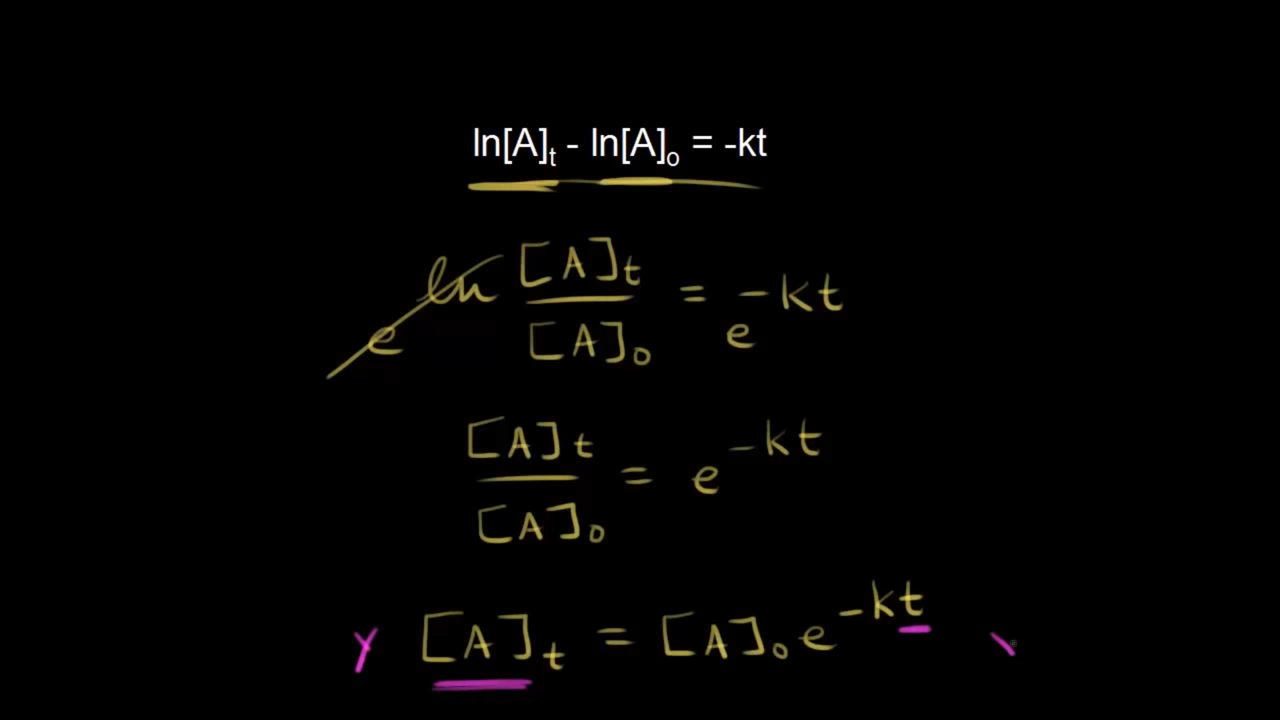 ln[A]t - ln[A]o = -kt
e^ln [A]t/[A]o = e^-kt
[A]t/[A]o = e^-kt
y [A]t = [A]o e^-kt